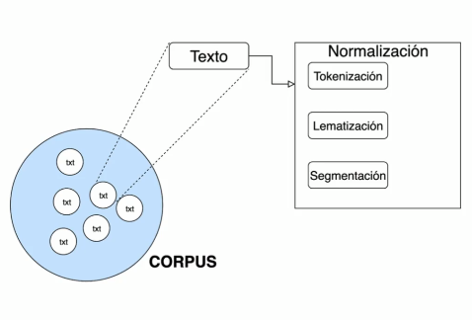 Texto
Normalización
Tokenización
Lematización
Segmentación
txt
txt
txt
txt
txt
txt
CORPUS